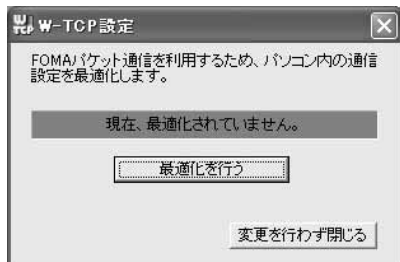 W-TCP W-TCP設定
FOMAパケット通信を利用するため、パソコン内の通信
設定を最適化します。
現在、最適化されていません。
最適化を行う
変更を行わず閉じる